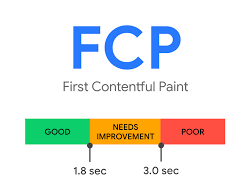 FCP
First Contentful Paint
GOOD
NEEDS
IMPROVEMENT
POOR
1.8 sec
3.0 sec